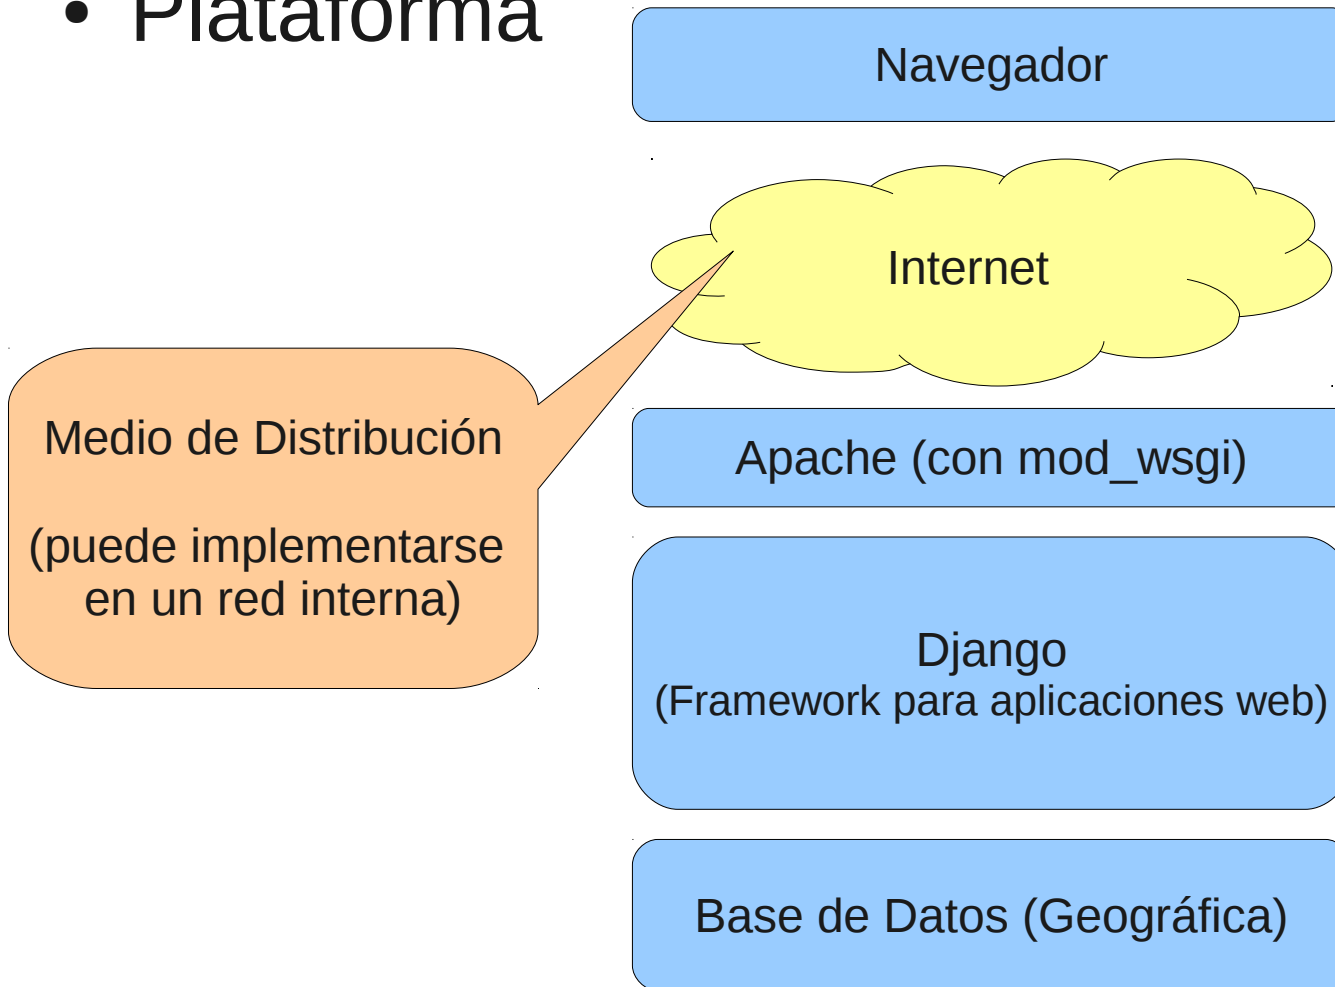 • Plataforma
Navegador
Internet
Medio de Distribución
(puede implementarse
en un red interna)
Apache (con mod_wsgi)
Django
(Framework para aplicaciones web)
Base de Datos (Geográfica)